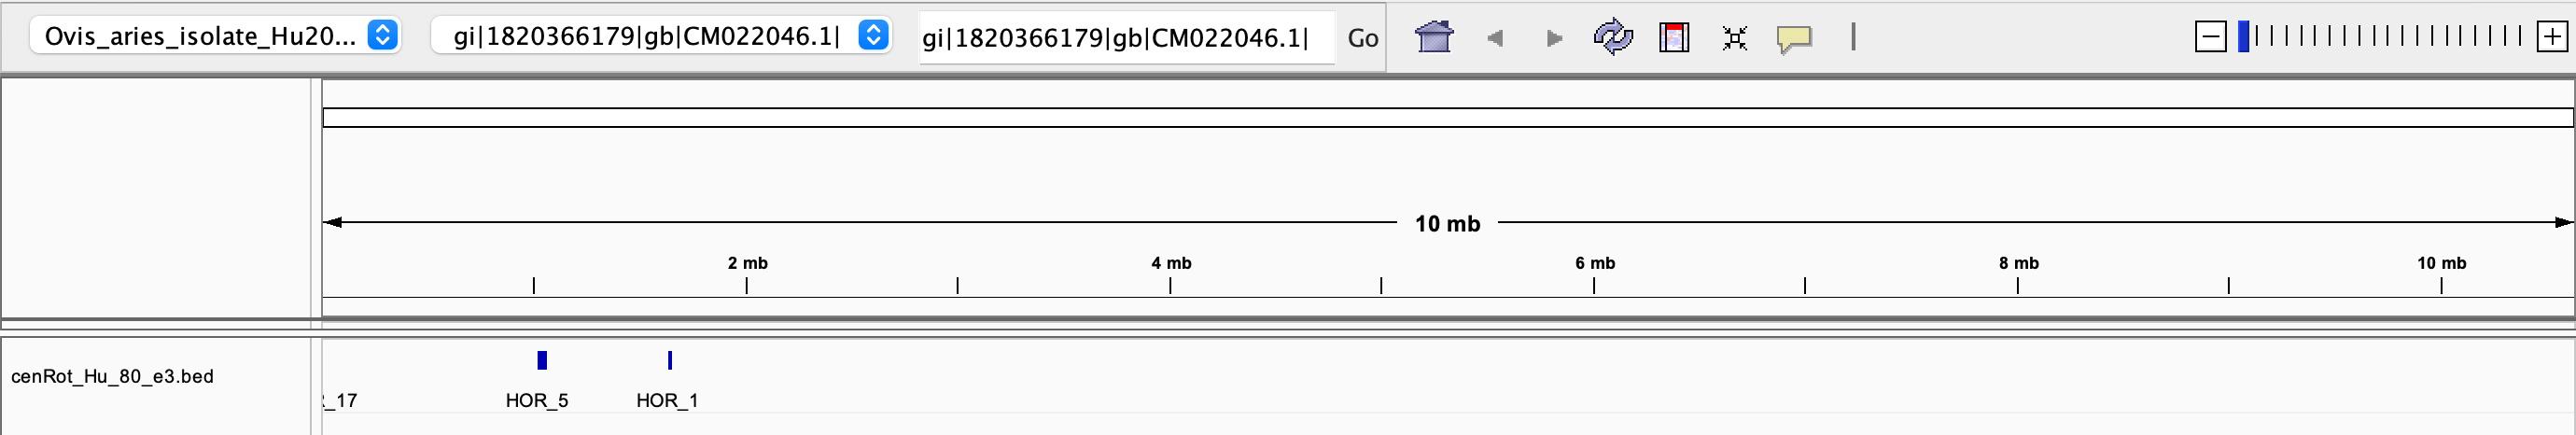 Ovis_aries_isolate_Hu20... gi|1820366179|gb|CM022046.1| gi|1820366179|gb|CM022046.1| Go
10 mb
2 mb 4 mb 6 mb 8 mb 10 mb
cenRot_Hu_80_e3.bed
_17 HOR_5 HOR_1